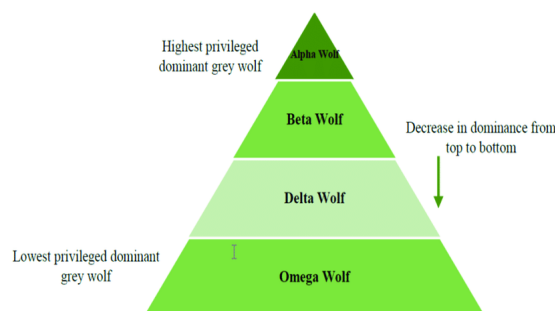 Highest privileged
dominant grey wolf
Alpha Wolf
Beta Wolf
Decrease in dominance from
top to bottom
Delta Wolf
Lowest privileged dominant
grey wolf
Omega Wolf